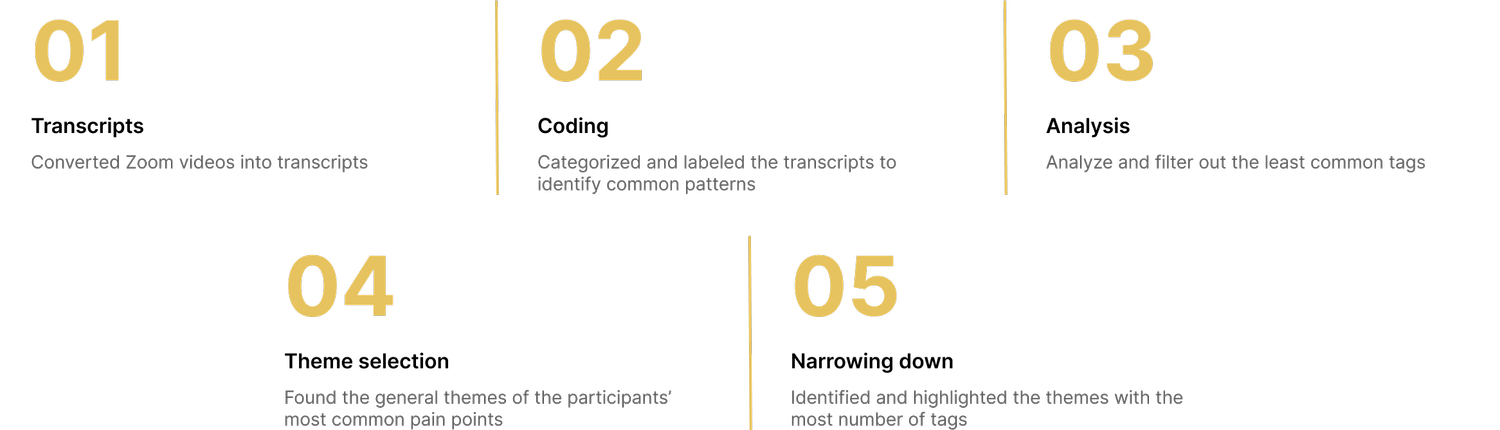 01
Transcripts
Converted Zoom videos into transcripts
02
Coding
Categorized and labeled the transcripts to
identify common patterns
03
Analysis
Analyze and filter out the least common tags
04
Theme selection
Found the general themes of the participants’
most common pain points
05
Narrowing down
Identified and highlighted the themes with the
most number of tags